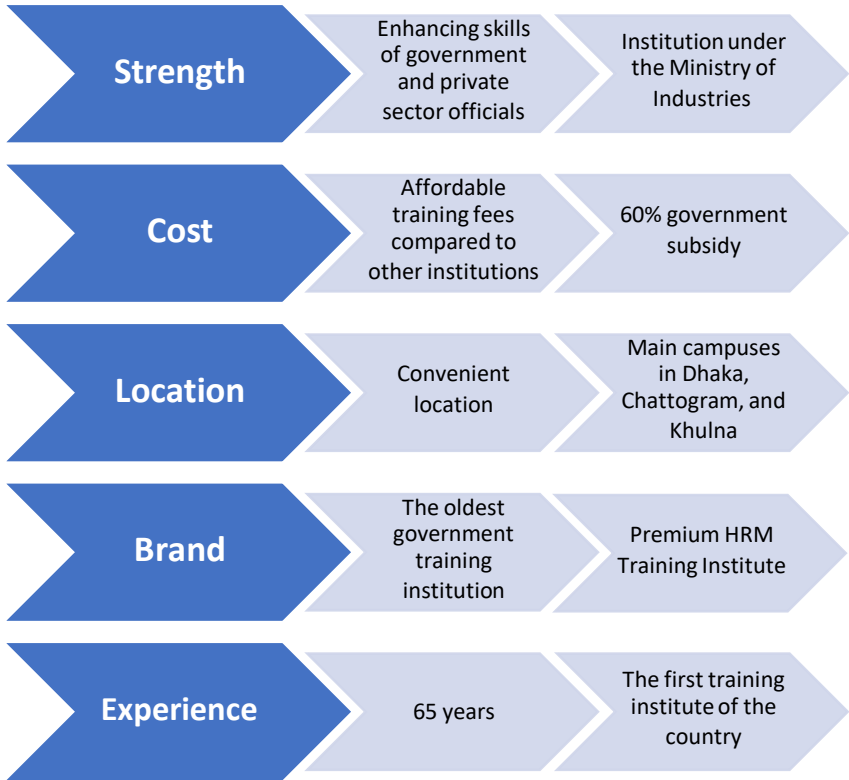 Strength
Enhancing skills
of government
and private
sector officials
Institution under
the Ministry of
Industries
Cost
Affordable
training fees
compared to
other institutions
60% government
subsidy
Location
Convenient
location
Main campuses
in Dhaka,
Chattogram, and
Khulna
Brand
The oldest
government
training
institution
Premium HRM
Training Institute
Experience
65 years
The first training
institute of the
country